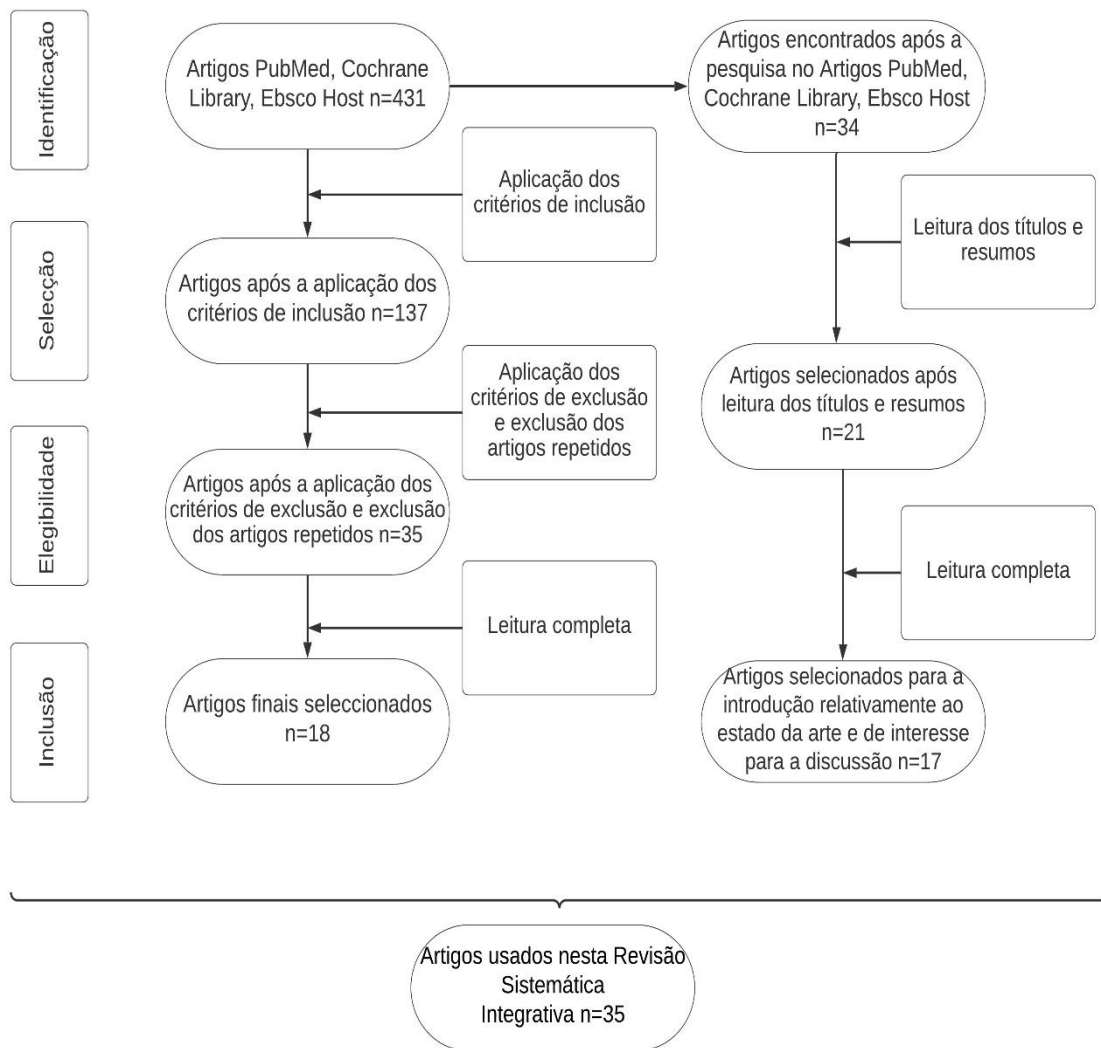 Identificação
Artigos PubMed, Cochrane
Library, Ebsco Host n=431
Artigos encontrados após a
pesquisa no Artigos PubMed,
Cochrane Library, Ebsco Host
n=34
Aplicação dos
critérios de inclusão
Leitura dos títulos e
resumos
Selecção
Artigos após a aplicação dos
critérios de inclusão n=137
Aplicação dos
critérios de exclusão
e exclusão dos
artigos repetidos
Artigos selecionados após
leitura dos títulos e resumos
n=21
Elegibilidade
Artigos após a aplicação dos
critérios de exclusão e exclusão
dos artigos repetidos n=35
Leitura completa
Leitura completa
Inclusão
Artigos finais seleccionados
n=18
Artigos selecionados para a
introdução relativamente ao
estado da arte e de interesse
para a discussão n=17
Artigos usados nesta Revisão
Sistemática
Integrativa n=35